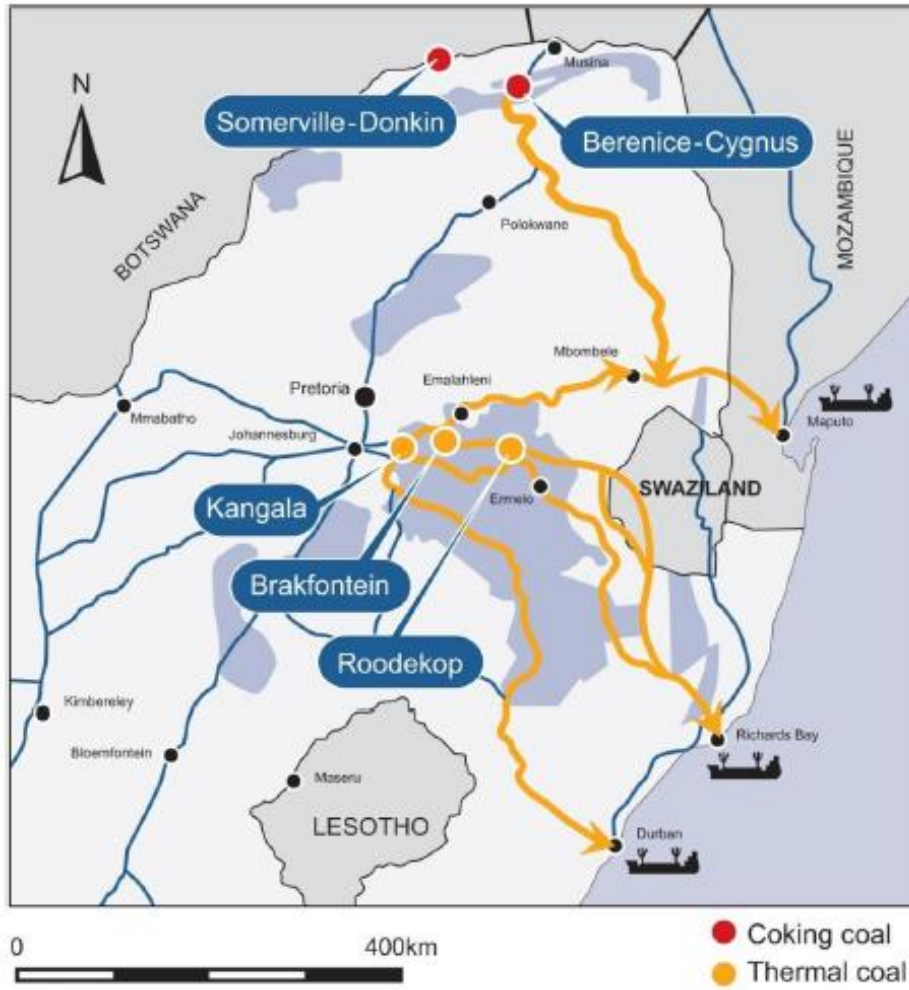 Musina
Somerville-Donkin
Berenice-Cygnus
N
MOZAMBIQUE
BOTSWANA
Polokwane
Mbombele
Pretoria
Emalahleni
Mmabatho
Maputo
Johannesburg
SWAZILAND
Ermelo
Kangala
Brakfontein
Roodekop
Kimbereley
Richards Bay
Bloemfontein
Maseru
LESOTHO
Durban
0 400km
Coking coal
Thermal coal